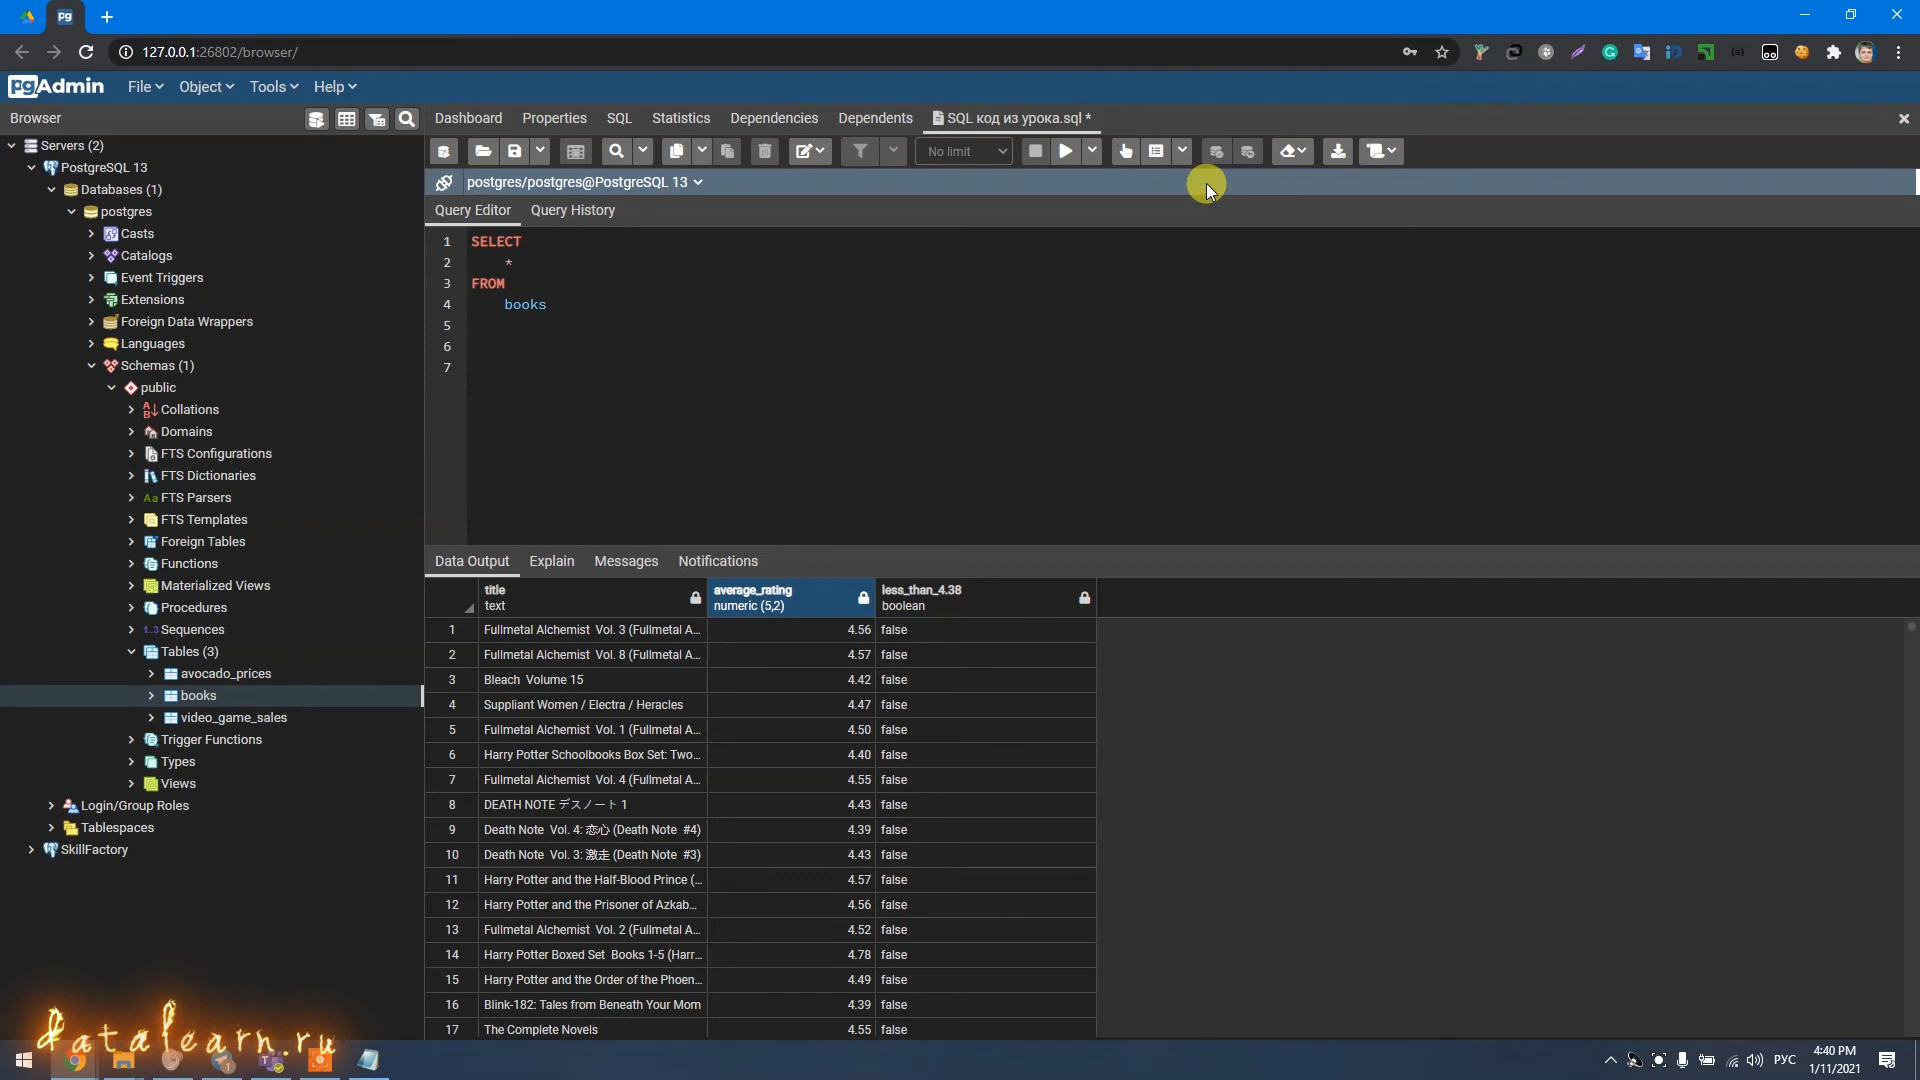 127.0.0.1:26802/browser/
pgAdmin File Object Tools Help
Browser
Dashboard Properties SQL Statistics Dependencies Dependents SQL код из урока.sql *
Servers (2)
PostgreSQL 13
Databases (1)
postgres
Casts
Catalogs
Event Triggers
Extensions
Foreign Data Wrappers
Languages
Schemas (1)
public
Collations
Domains
FTS Configurations
FTS Dictionaries
FTS Parsers
FTS Templates
Foreign Tables
Functions
Materialized Views
Procedures
1..3 Sequences
Tables (3)
avocado_prices
books
video_game_sales
Trigger Functions
Types
Views
Login/Group Roles
Tablespaces
SkillFactory
No limit
postgres/postgres@PostgreSQL 13
Query Editor Query History
1 SELECT
2 *
3 FROM
4 books
5
6
7
Data Output Explain Messages Notifications
title average_rating less_than_4.38
text numeric (5,2) boolean
1 Fullmetal Alchemist Vol. 3 (Fullmetal A... 4.56 false
2 Fullmetal Alchemist Vol. 8 (Fullmetal A... 4.57 false
3 Bleach Volume 15 4.42 false
4 Suppliant Women / Electra / Heracles 4.47 false
5 Fullmetal Alchemist Vol. 1 (Fullmetal A... 4.50 false
6 Harry Potter Schoolbooks Box Set: Two... 4.40 false
7 Fullmetal Alchemist Vol. 4 (Fullmetal A... 4.55 false
8 DEATH NOTE デスノート 1 4.43 false
9 Death Note Vol. 4: 恋心 (Death Note #4) 4.39 false
10 Death Note Vol. 3: 激走 (Death Note #3) 4.43 false
11 Harry Potter and the Half-Blood Prince (... 4.57 false
12 Harry Potter and the Prisoner of Azkab... 4.56 false
13 Fullmetal Alchemist Vol. 2 (Fullmetal A... 4.52 false
14 Harry Potter Boxed Set Books 1-5 (Harr... 4.78 false
15 Harry Potter and the Order of the Phoen... 4.49 false
16 Blink-182: Tales from Beneath Your Mom 4.39 false
17 The Complete Novels 4.55 false
datalearn.ru
РУС
4:40 PM
1/11/2021